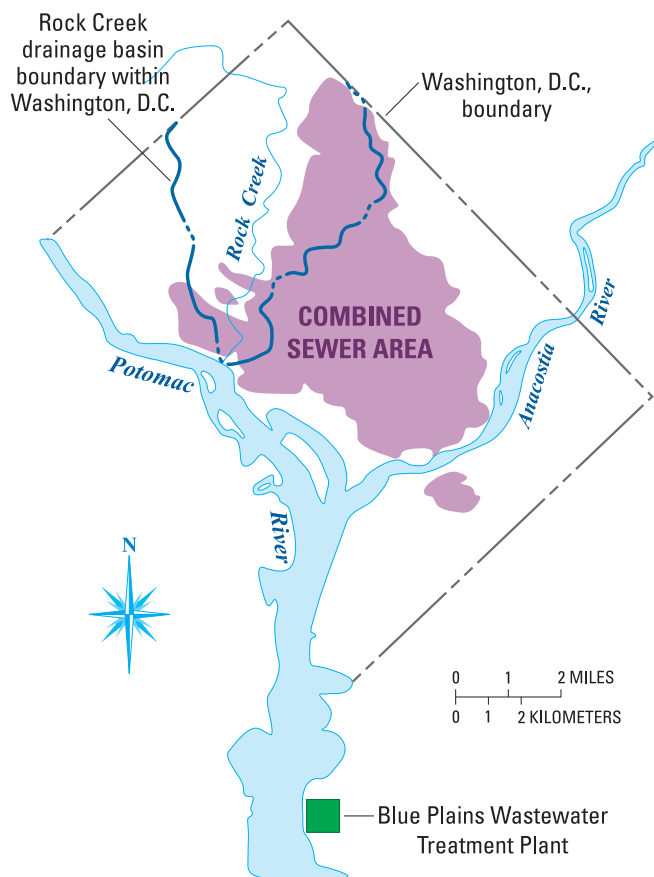 Rock Creek
drainage basin
boundary within
Washington, D.C.
Washington, D.C.,
boundary
Rock Creek
COMBINED
SEWER AREA
Potomac
River
Anacostia
River
N
0 1 2 MILES
0 1 2 KILOMETERS
Blue Plains Wastewater
Treatment Plant